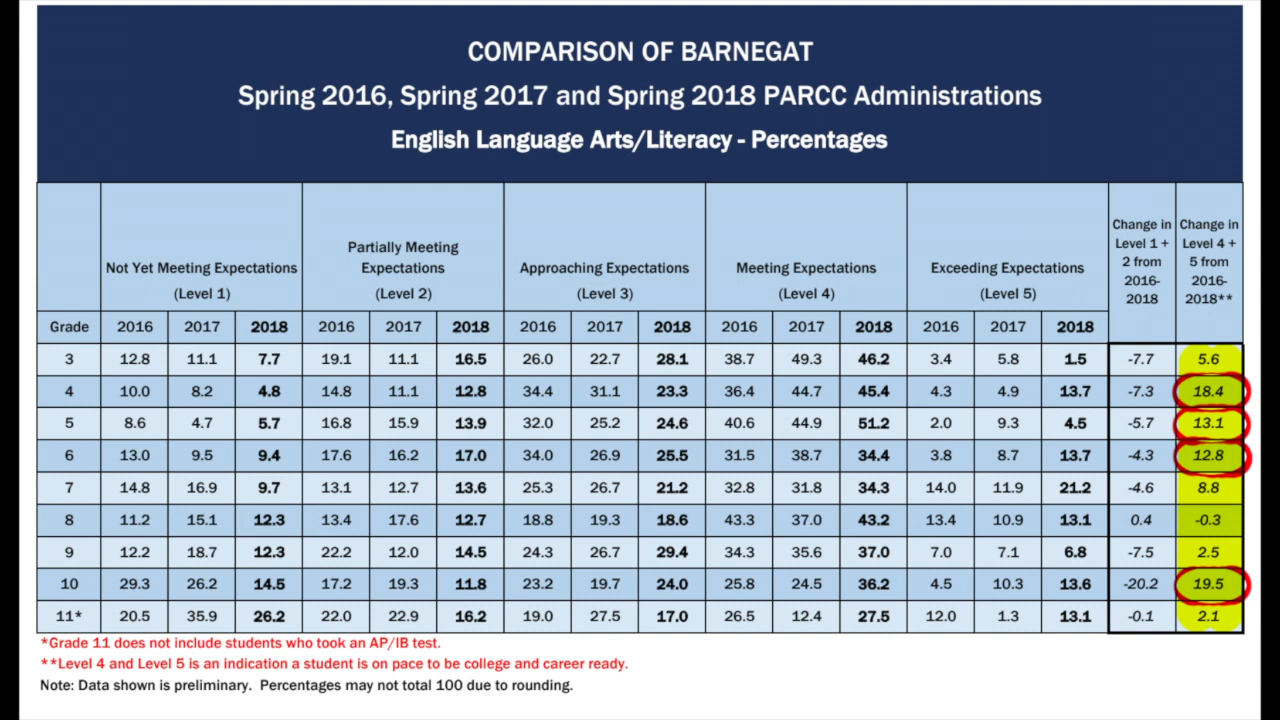 COMPARISON OF BARNEGAT
Spring 2016, Spring 2017 and Spring 2018 PARCC Administrations
English Language Arts/Literacy - Percentages
Not Yet Meeting Expectations (Level 1) Partially Meeting Expectations (Level 2) Approaching Expectations (Level 3) Meeting Expectations (Level 4) Exceeding Expectations (Level 5) Change in Level 1 + 2 from 2016-2018 Change in Level 4 + 5 from 2016-2018**
Grade 2016 2017 2018 2016 2017 2018 2016 2017 2018 2016 2017 2018 2016 2017 2018
3 12.8 11.1 7.7 19.1 11.1 16.5 26.0 22.7 28.1 38.7 49.3 46.2 3.4 5.8 1.5 -7.7 5.6
4 10.0 8.2 4.8 14.8 11.1 12.8 34.4 31.1 23.3 36.4 44.7 45.4 4.3 4.9 13.7 -7.3 18.4
5 8.6 4.7 5.7 16.8 15.9 13.9 32.0 25.2 24.6 40.6 44.9 51.2 2.0 9.3 4.5 -5.7 13.1
6 13.0 9.5 9.4 17.6 16.2 17.0 34.0 26.9 25.5 31.5 38.7 34.4 3.8 8.7 13.7 -4.3 12.8
7 14.8 16.9 9.7 13.1 12.7 13.6 25.3 26.7 21.2 32.8 31.8 34.3 14.0 11.9 21.2 -4.6 8.8
8 11.2 15.1 12.3 13.4 17.6 12.7 18.8 19.3 18.6 43.3 37.0 43.2 13.4 10.9 13.1 0.4 -0.3
9 12.2 18.7 12.3 22.2 12.0 14.5 24.3 26.7 29.4 34.3 35.6 37.0 7.0 7.1 6.8 -7.5 2.5
10 29.3 26.2 14.5 17.2 19.3 11.8 23.2 19.7 24.0 25.8 24.5 36.2 4.5 10.3 13.6 -20.2 19.5
11* 20.5 35.9 26.2 22.0 22.9 16.2 19.0 27.5 17.0 26.5 12.4 27.5 12.0 1.3 13.1 -0.1 2.1
*Grade 11 does not include students who took an AP/IB test.
**Level 4 and Level 5 is an indication a student is on pace to be college and career ready.
Note: Data shown is preliminary. Percentages may not total 100 due to rounding.